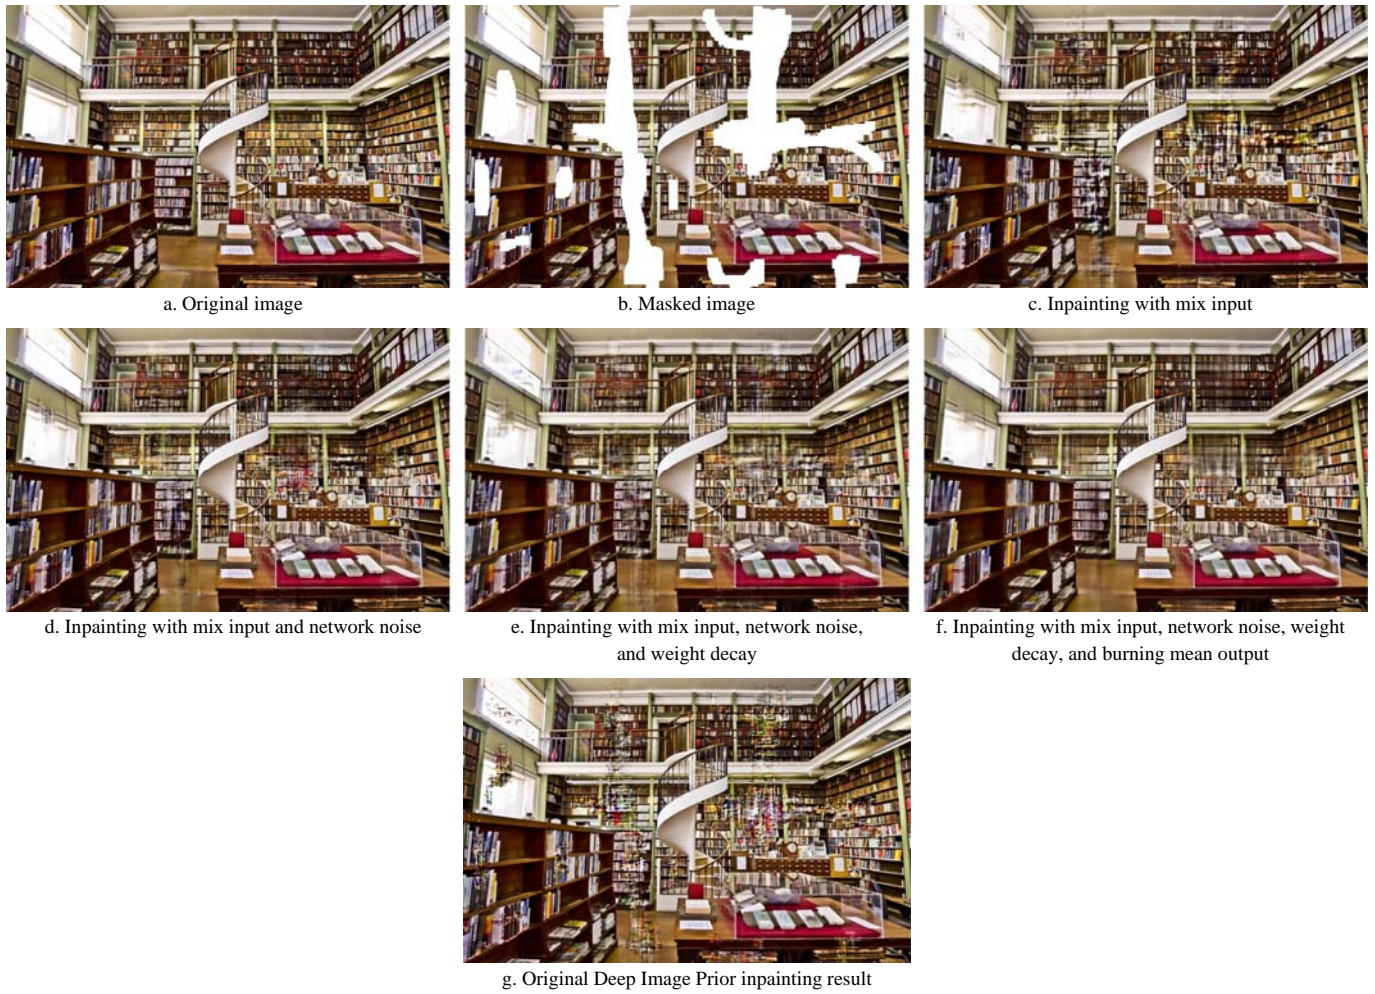 a. Original image
b. Masked image
c. Inpainting with mix input
d. Inpainting with mix input and network noise
e. Inpainting with mix input, network noise,
and weight decay
f. Inpainting with mix input, network noise, weight
decay, and burning mean output
g. Original Deep Image Prior inpainting result